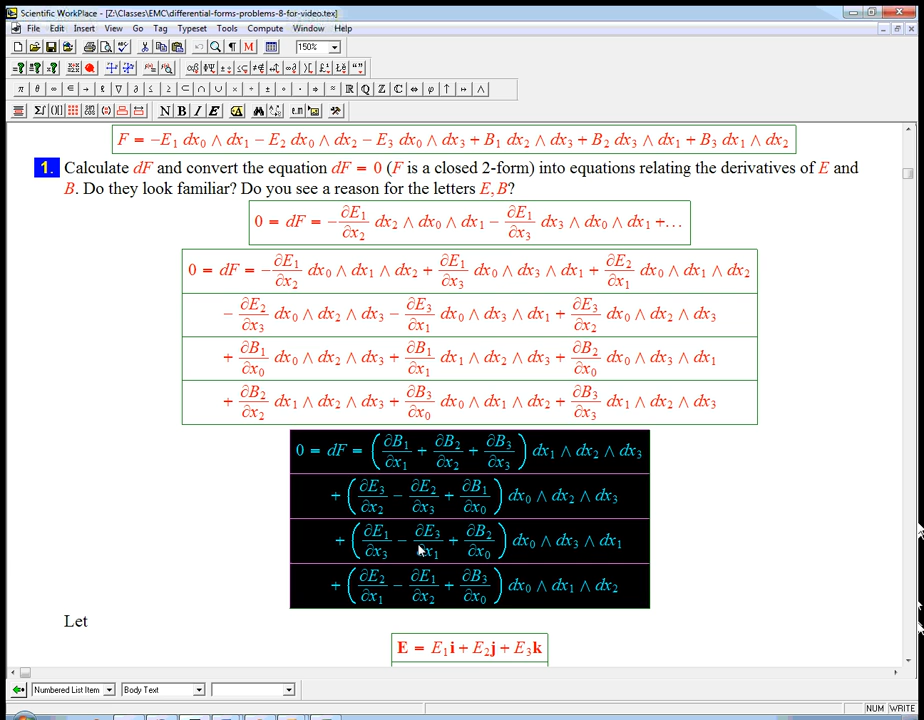 Scientific WorkPlace - [Z:\Classes\EMC\differential-forms-problems-8-for-video.tex]
File Edit Insert View Go Tag Typeset Tools Compute Window Help
150%
F = −E₁ dx₀ ∧ dx₁ − E₂ dx₀ ∧ dx₂ − E₃ dx₀ ∧ dx₃ + B₁ dx₂ ∧ dx₃ + B₂ dx₃ ∧ dx₁ + B₃ dx₁ ∧ dx₂
1. Calculate dF and convert the equation dF = 0 (F is a closed 2-form) into equations relating the derivatives of E and
B. Do they look familiar? Do you see a reason for the letters E, B?
0 = dF = −∂E₁/∂x₂ dx₂ ∧ dx₀ ∧ dx₁ − ∂E₁/∂x₃ dx₃ ∧ dx₀ ∧ dx₁ + …
0 = dF = −∂E₁/∂x₂ dx₀ ∧ dx₁ ∧ dx₂ + ∂E₁/∂x₃ dx₀ ∧ dx₃ ∧ dx₁ + ∂E₂/∂x₁ dx₀ ∧ dx₁ ∧ dx₂
− ∂E₂/∂x₃ dx₀ ∧ dx₂ ∧ dx₃ − ∂E₃/∂x₁ dx₀ ∧ dx₃ ∧ dx₁ + ∂E₃/∂x₂ dx₀ ∧ dx₂ ∧ dx₃
+ ∂B₁/∂x₀ dx₀ ∧ dx₂ ∧ dx₃ + ∂B₁/∂x₁ dx₁ ∧ dx₂ ∧ dx₃ + ∂B₂/∂x₀ dx₀ ∧ dx₃ ∧ dx₁
+ ∂B₂/∂x₂ dx₁ ∧ dx₂ ∧ dx₃ + ∂B₃/∂x₀ dx₀ ∧ dx₁ ∧ dx₂ + ∂B₃/∂x₃ dx₁ ∧ dx₂ ∧ dx₃
0 = dF = (∂B₁/∂x₁ + ∂B₂/∂x₂ + ∂B₃/∂x₃) dx₁ ∧ dx₂ ∧ dx₃
+ (∂E₃/∂x₂ − ∂E₂/∂x₃ + ∂B₁/∂x₀) dx₀ ∧ dx₂ ∧ dx₃
+ (∂E₁/∂x₃ − ∂E₃/∂x₁ + ∂B₂/∂x₀) dx₀ ∧ dx₃ ∧ dx₁
+ (∂E₂/∂x₁ − ∂E₁/∂x₂ + ∂B₃/∂x₀) dx₀ ∧ dx₁ ∧ dx₂
Let
E = E₁i + E₂j + E₃k
Numbered List Item Body Text
NUM WRITE